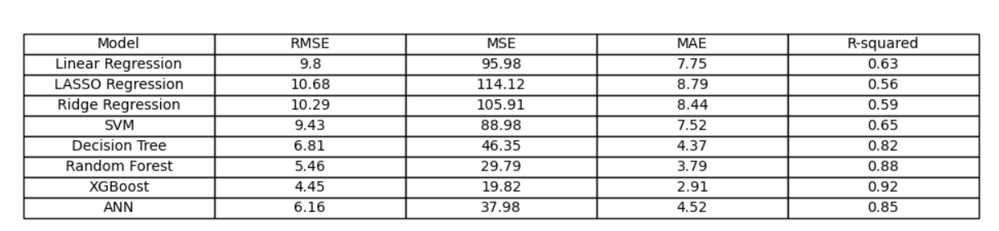 Model RMSE MSE MAE R-squared
Linear Regression 9.8 95.98 7.75 0.63
LASSO Regression 10.68 114.12 8.79 0.56
Ridge Regression 10.29 105.91 8.44 0.59
SVM 9.43 88.98 7.52 0.65
Decision Tree 6.81 46.35 4.37 0.82
Random Forest 5.46 29.79 3.79 0.88
XGBoost 4.45 19.82 2.91 0.92
ANN 6.16 37.98 4.52 0.85